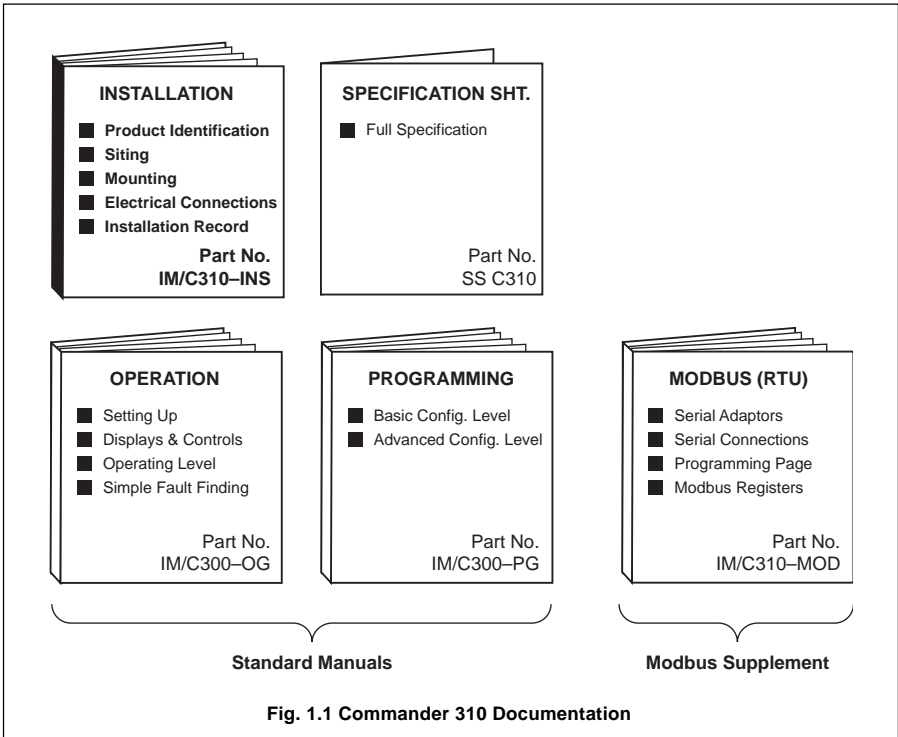 INSTALLATION
Product Identification
Siting
Mounting
Electrical Connections
Installation Record
Part No.
IM/C310–INS
SPECIFICATION SHT.
Full Specification
Part No.
SS C310
OPERATION
Setting Up
Displays & Controls
Operating Level
Simple Fault Finding
Part No.
IM/C300–OG
PROGRAMMING
Basic Config. Level
Advanced Config. Level
Part No.
IM/C300–PG
MODBUS (RTU)
Serial Adaptors
Serial Connections
Programming Page
Modbus Registers
Part No.
IM/C310–MOD
Standard Manuals
Modbus Supplement
Fig. 1.1 Commander 310 Documentation